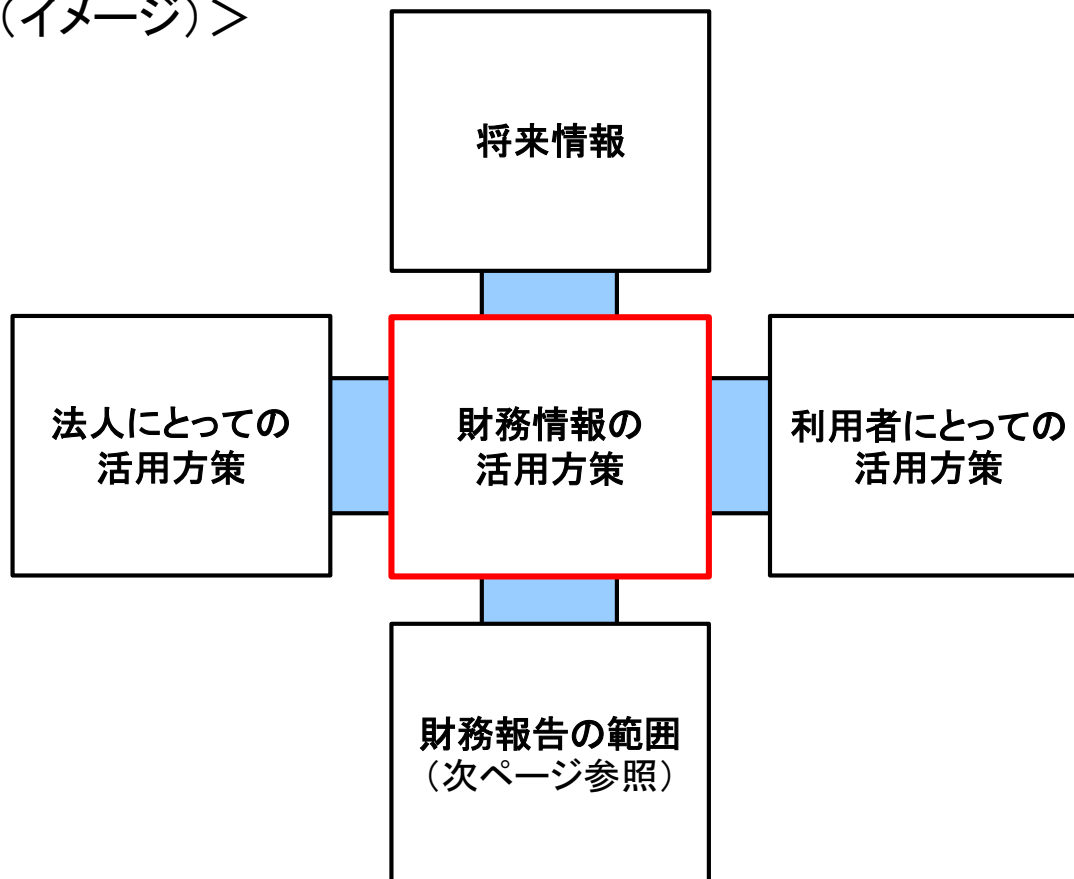 （イメージ）＞
将来情報
法人にとっての
活用方策
財務情報の
活用方策
利用者にとっての
活用方策
財務報告の範囲
（次ページ参照）